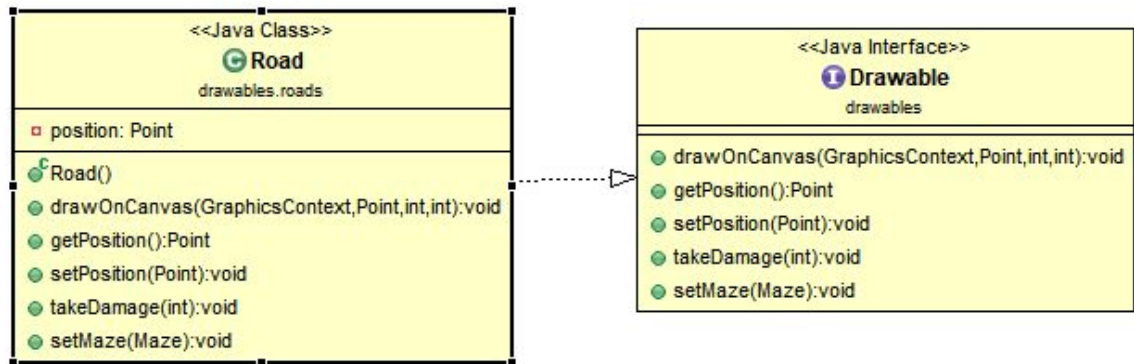 <<Java Class>>
C Road
drawables.roads
position: Point
C Road()
drawOnCanvas(GraphicsContext,Point,int,int):void
getPosition():Point
setPosition(Point):void
takeDamage(int):void
setMaze(Maze):void
<<Java Interface>>
I Drawable
drawables
drawOnCanvas(GraphicsContext,Point,int,int):void
getPosition():Point
setPosition(Point):void
takeDamage(int):void
setMaze(Maze):void